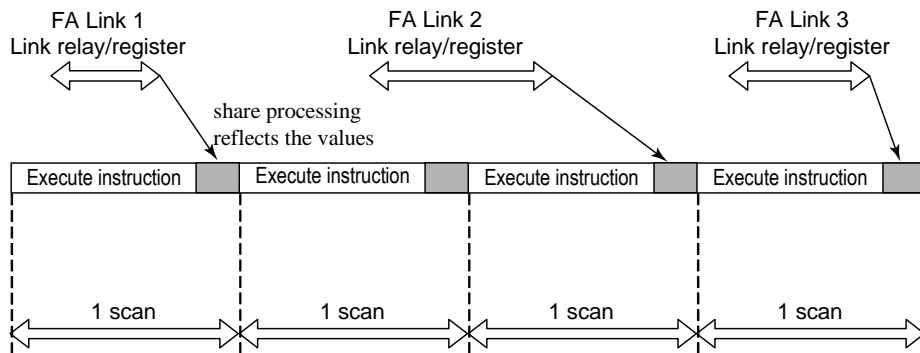 FA Link 1
Link relay/register
FA Link 2
Link relay/register
FA Link 3
Link relay/register
share processing
reflects the values
Execute instruction
Execute instruction
Execute instruction
Execute instruction
1 scan
1 scan
1 scan
1 scan